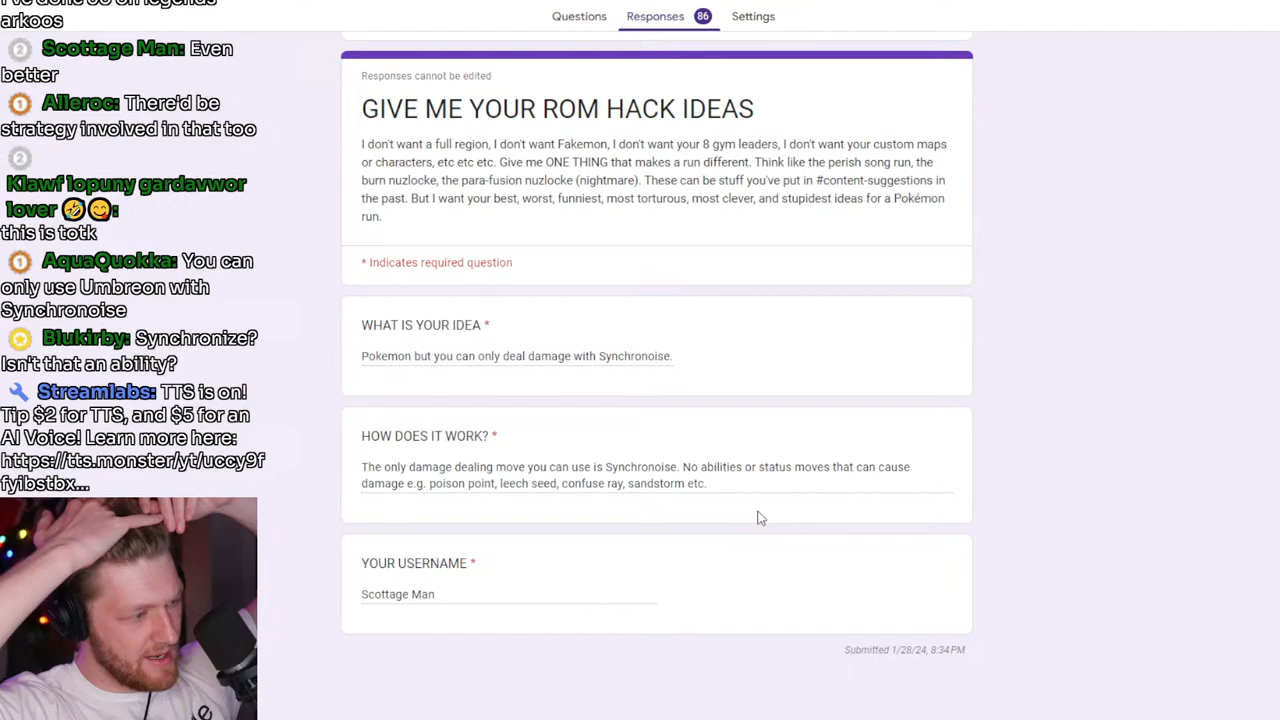 I've done so on legends
arkoos
Scottage Man: Even
better
Alleroc: There'd be
strategy involved in that too
Klawf lopuny gardavwor
lover 🤣😋:
this is totk
AquaQuokka: You can
only use Umbreon with
Synchronoise
Blukirby: Synchronize?
Isn't that an ability?
Streamlabs: TTS is on!
Tip $2 for TTS, and $5 for an
AI Voice! Learn more here:
https://tts.monster/yt/uccy9f
fyibstbx...
Questions Responses 86 Settings
Responses cannot be edited
GIVE ME YOUR ROM HACK IDEAS
I don't want a full region, I don't want Fakemon, I don't want your 8 gym leaders, I don't want your custom maps
or characters, etc etc etc. Give me ONE THING that makes a run different. Think like the perish song run, the
burn nuzlocke, the para-fusion nuzlocke (nightmare). These can be stuff you've put in #content-suggestions in
the past. But I want your best, worst, funniest, most torturous, most clever, and stupidest ideas for a Pokémon
run.
* Indicates required question
WHAT IS YOUR IDEA *
Pokemon but you can only deal damage with Synchronoise.
HOW DOES IT WORK? *
The only damage dealing move you can use is Synchronoise. No abilities or status moves that can cause
damage e.g. poison point, leech seed, confuse ray, sandstorm etc.
YOUR USERNAME *
Scottage Man
Submitted 1/28/24, 8:34 PM